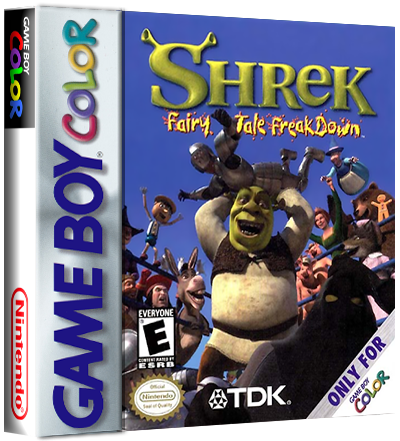 GAME BOY
COLOR
Nintendo
GAME BOY COLOR
SHREK
Fairy Tale FreakDown
EVERYONE
E
CONTENT RATED BY
ESRB
Official
Nintendo
Seal of Quality
TDK
ONLY FOR
GAME BOY
COLOR